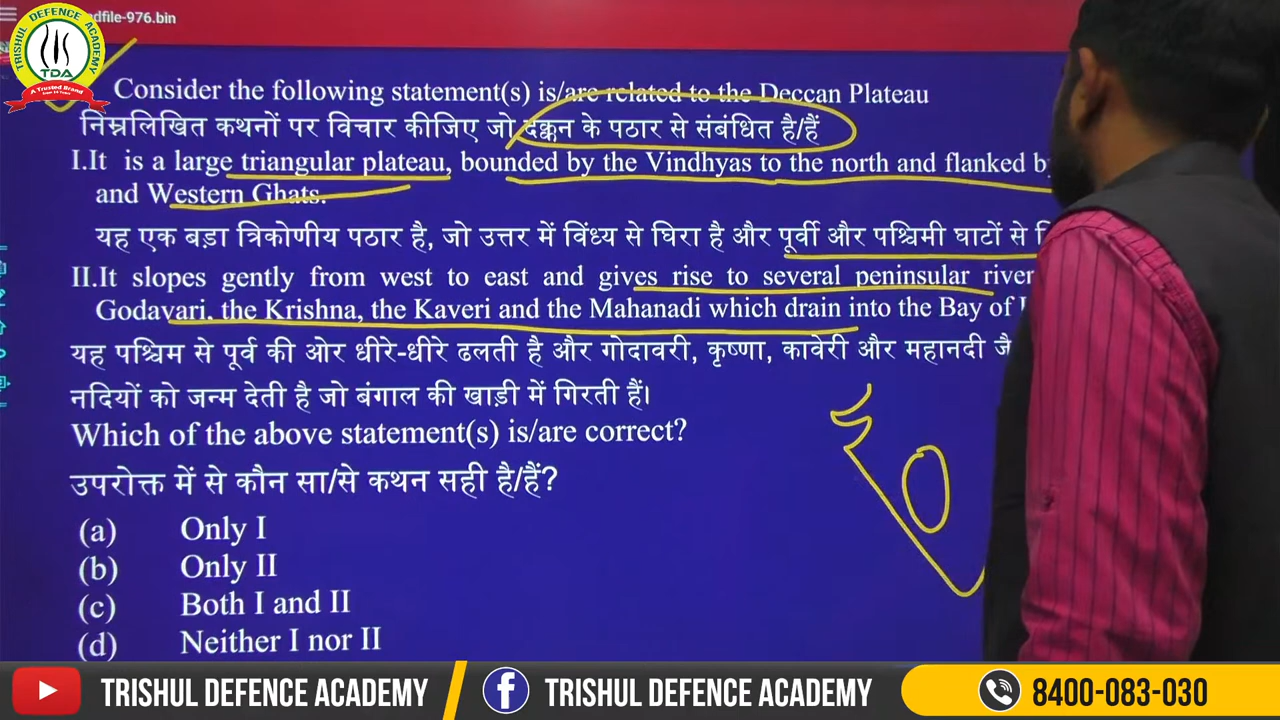 dfile-976.bin
TRISHUL DEFENCE ACADEMY
TDA
A Trusted Brand
Consider the following statement(s) is/are related to the Deccan Plateau
निम्नलिखित कथनों पर विचार कीजिए जो दक्कन के पठार से संबंधित है/हैं
I.It is a large triangular plateau, bounded by the Vindhyas to the north and flanked
and Western Ghats.
यह एक बड़ा त्रिकोणीय पठार है, जो उत्तर में विंध्य से घिरा है और पूर्वी और पश्चिमी घाटों से
II.It slopes gently from west to east and gives rise to several peninsular river
Godavari, the Krishna, the Kaveri and the Mahanadi which drain into the Bay of
यह पश्चिम से पूर्व की ओर धीरे-धीरे ढलती है और गोदावरी, कृष्णा, कावेरी और महानदी
नदियों को जन्म देती है जो बंगाल की खाड़ी में गिरती हैं।
Which of the above statement(s) is/are correct?
उपरोक्त में से कौन सा/से कथन सही है/हैं?
(a) Only I
(b) Only II
(c) Both I and II
(d) Neither I nor II
TRISHUL DEFENCE ACADEMY
TRISHUL DEFENCE ACADEMY
8400-083-030